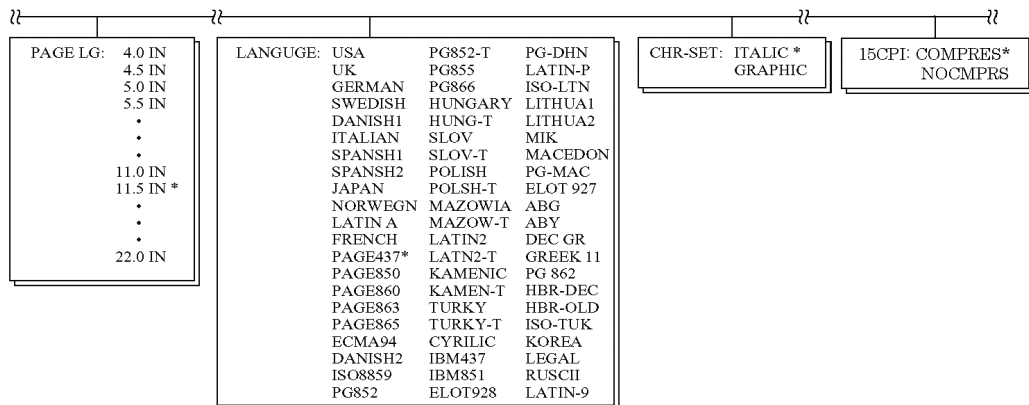 PAGE LG: 4.0 IN
4.5 IN
5.0 IN
5.5 IN
•
•
•
11.0 IN
11.5 IN *
•
•
•
22.0 IN
LANGUGE: USA PG852-T PG-DHN
UK PG855 LATIN-P
GERMAN PG866 ISO-LTN
SWEDISH HUNGARY LITHUA1
DANISH1 HUNG-T LITHUA2
ITALIAN SLOV MIK
SPANSH1 SLOV-T MACEDON
SPANSH2 POLISH PG-MAC
JAPAN POLSH-T ELOT 927
NORWEGN MAZOWIA ABG
LATIN A MAZOW-T ABY
FRENCH LATIN2 DEC GR
PAGE437* LATN2-T GREEK 11
PAGE850 KAMENIC PG 862
PAGE860 KAMEN-T HBR-DEC
PAGE863 TURKY HBR-OLD
PAGE865 TURKY-T ISO-TUK
ECMA94 CYRILIC KOREA
DANISH2 IBM437 LEGAL
ISO8859 IBM851 RUSCII
PG852 ELOT928 LATIN-9
CHR-SET: ITALIC *
GRAPHIC
15CPI: COMPRES*
NOCMPRS